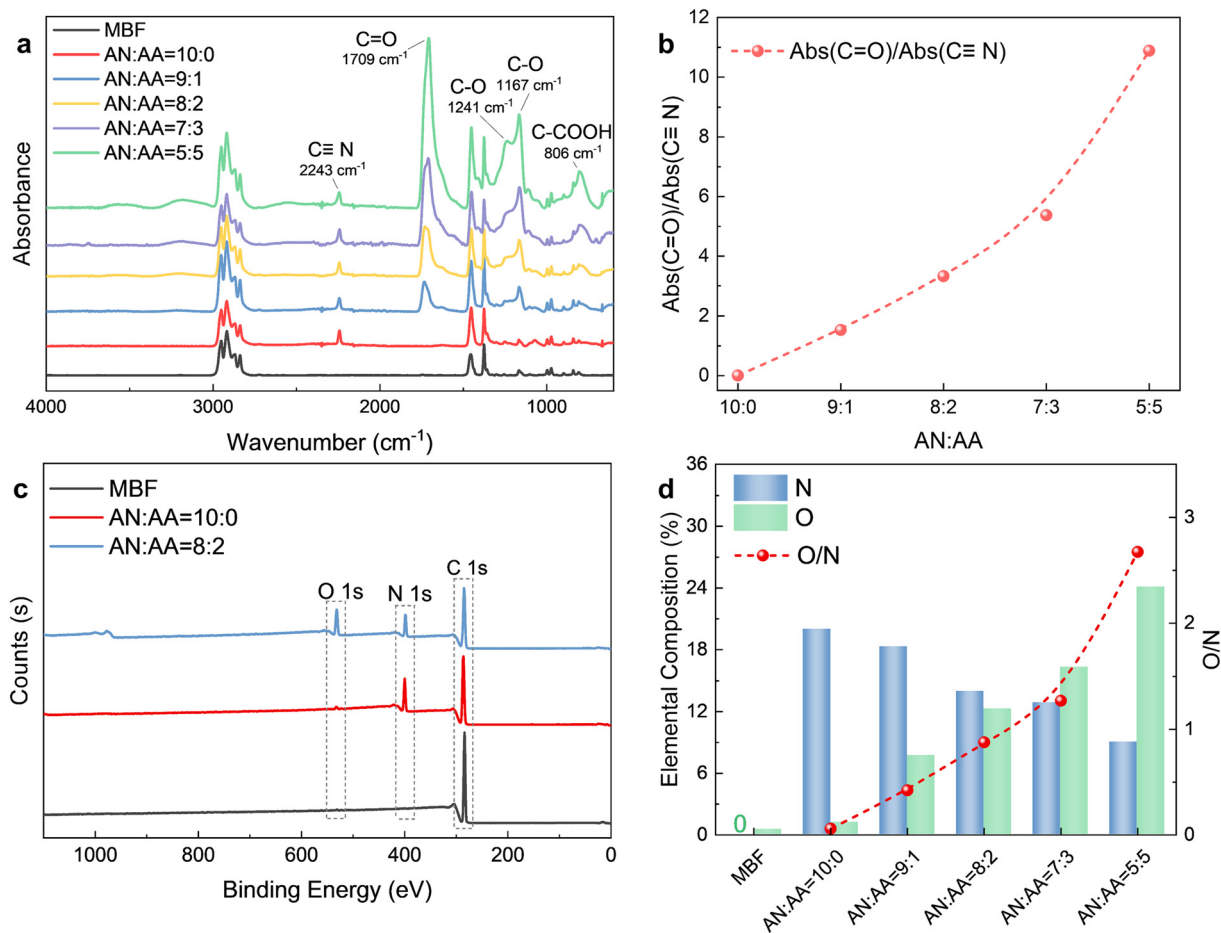 a
MBF
AN:AA=10:0
AN:AA=9:1
AN:AA=8:2
AN:AA=7:3
AN:AA=5:5
C≡ N
2243 cm-1
C=O
1709 cm-1
C-O
1241 cm-1
C-O
1167 cm-1
C-COOH
806 cm-1
Absorbance
4000 3000 2000 1000
Wavenumber (cm-1)
b
Abs(C=O)/Abs(C≡ N)
Abs(C=O)/Abs(C≡ N)
12
10
8
6
4
2
0
10:0 9:1 8:2 7:3 5:5
AN:AA
c
MBF
AN:AA=10:0
AN:AA=8:2
O 1s
N 1s
C 1s
Counts (s)
1000 800 600 400 200 0
Binding Energy (eV)
d
N
O
O/N
Elemental Composition (%)
36
30
24
18
12
6
0
0
3
2
1
0
O/N
MBF
AN:AA=10:0
AN:AA=9:1
AN:AA=8:2
AN:AA=7:3
AN:AA=5:5